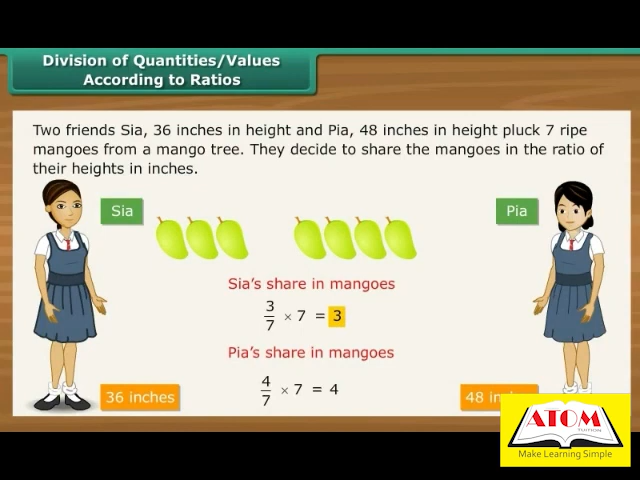 Division of Quantities/Values
According to Ratios
Two friends Sia, 36 inches in height and Pia, 48 inches in height pluck 7 ripe
mangoes from a mango tree. They decide to share the mangoes in the ratio of
their heights in inches.
Sia
Pia
Sia's share in mangoes
3/7 × 7 = 3
Pia's share in mangoes
4/7 × 7 = 4
36 inches
48 in
ATOM
TUITION
Make Learning Simple